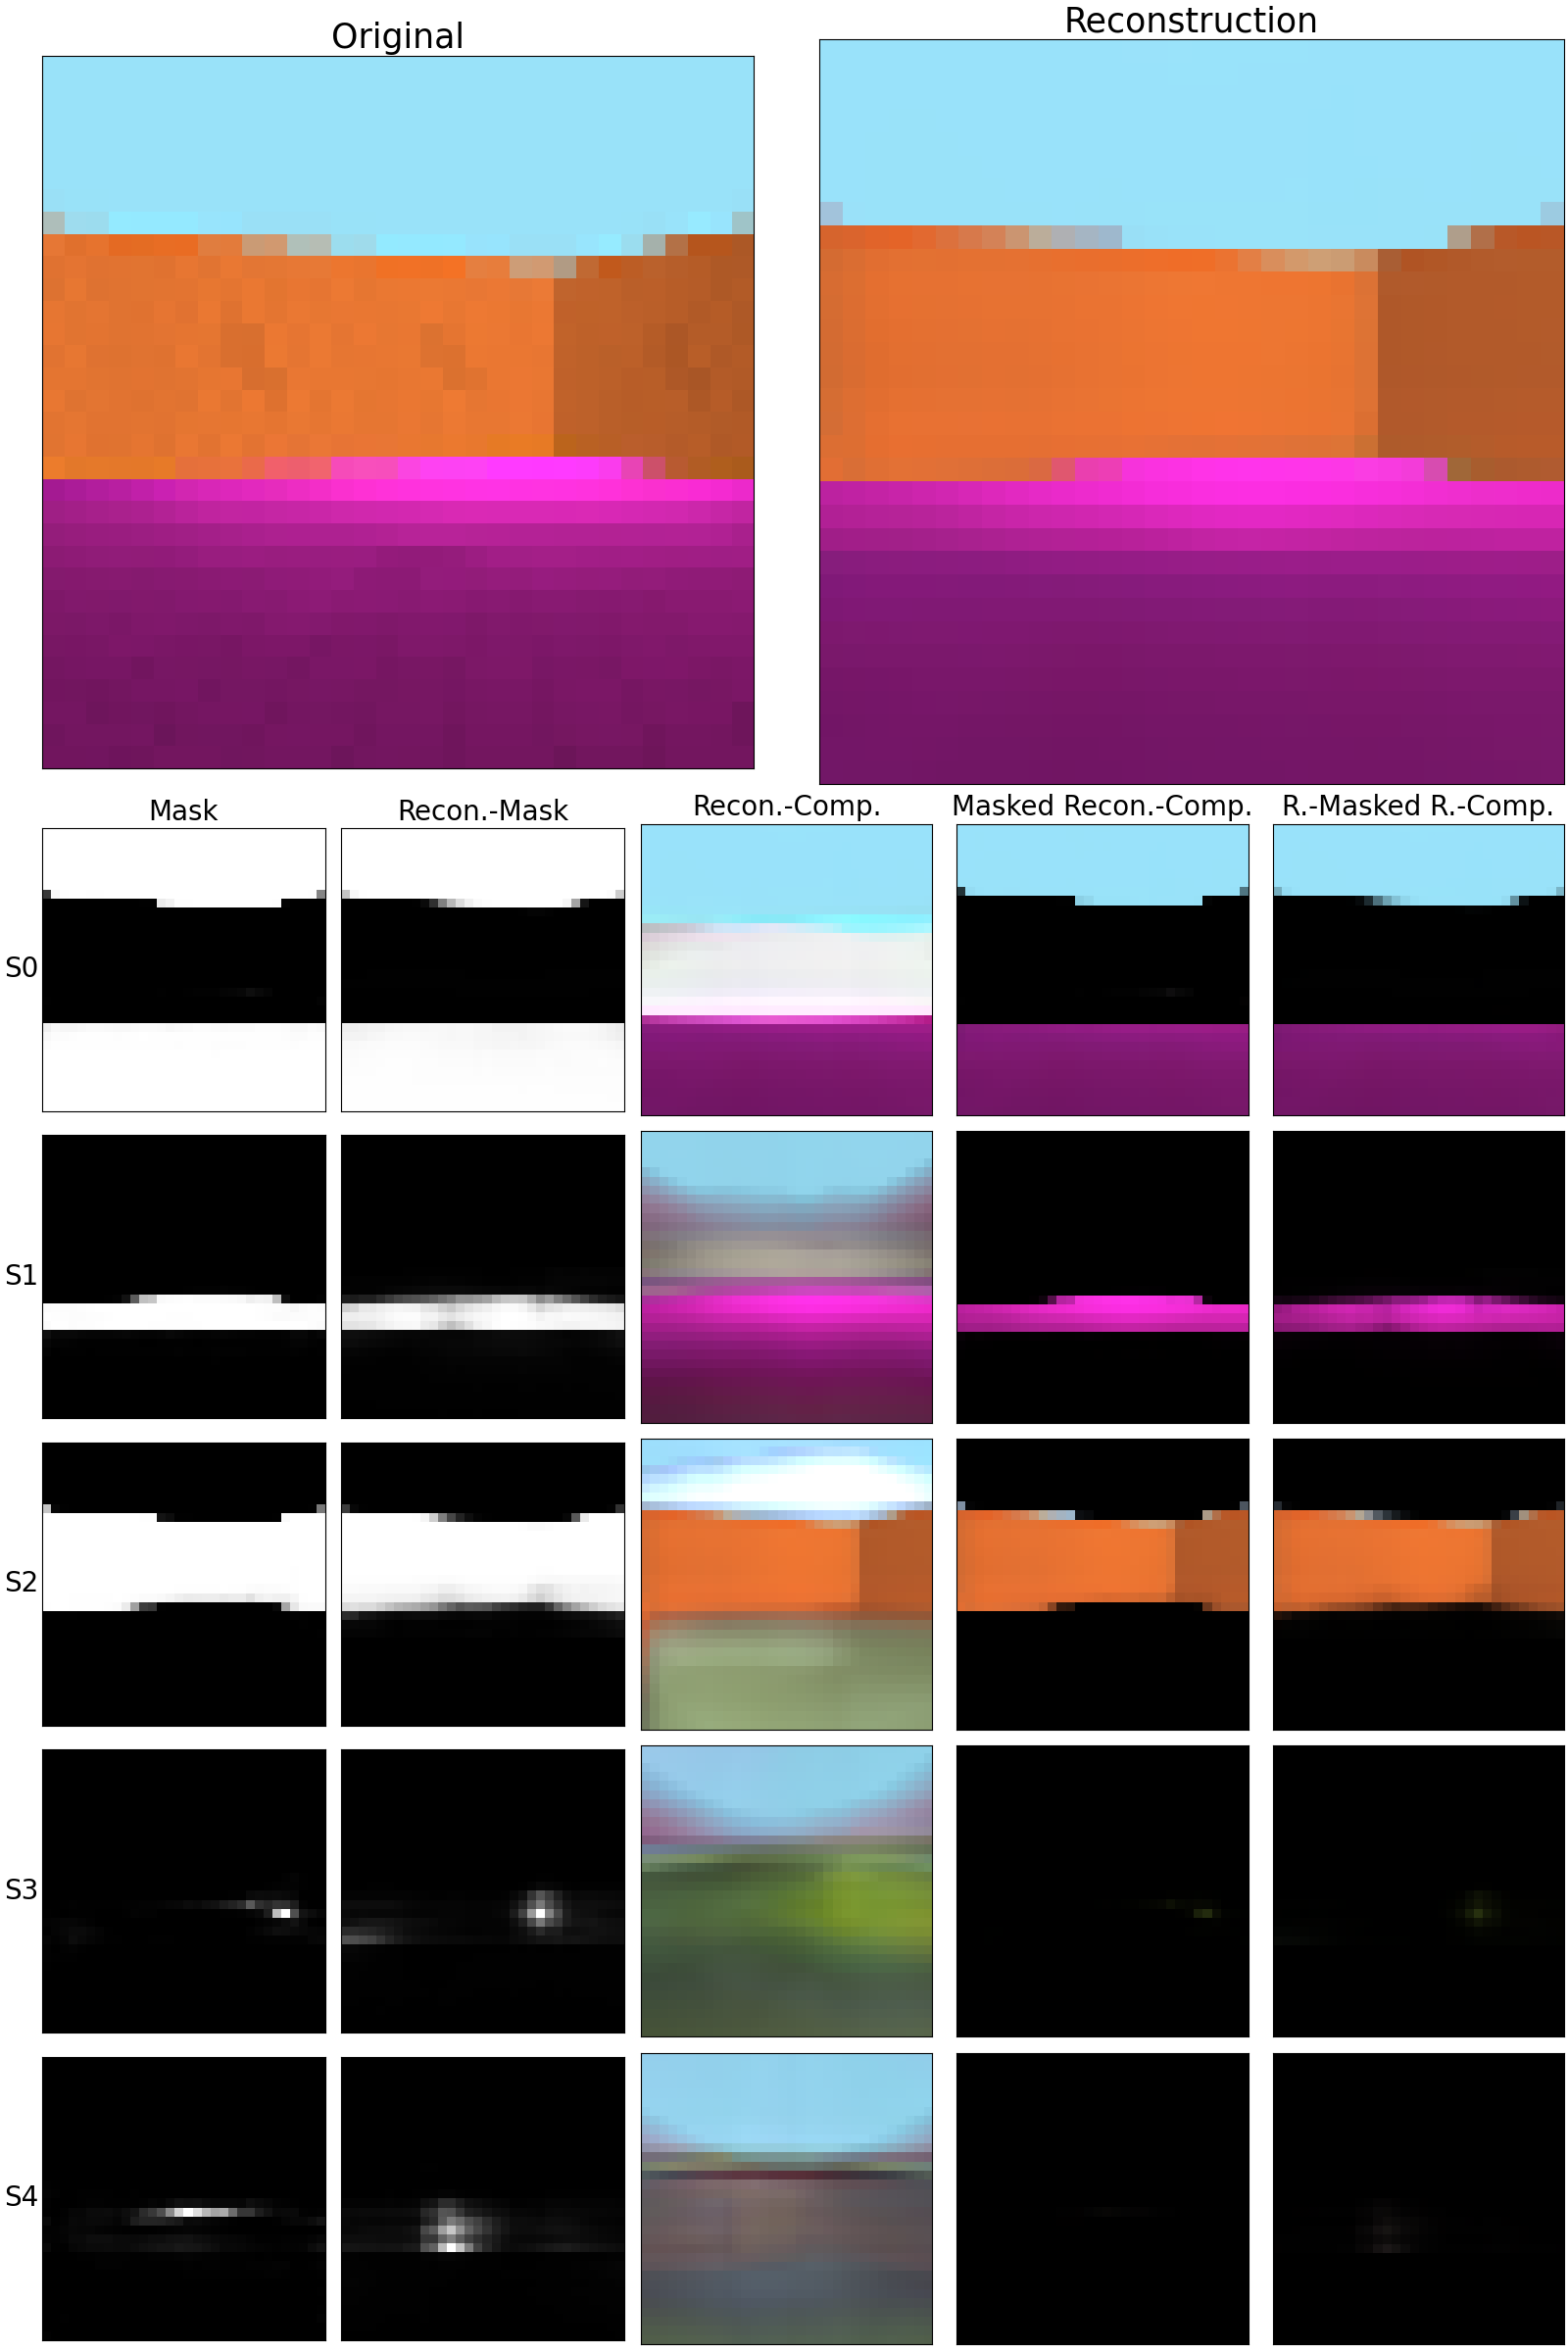 Original
Reconstruction
Mask
Recon.-Mask
Recon.-Comp.
Masked Recon.-Comp.
R.-Masked R.-Comp.
S0
S1
S2
S3
S4